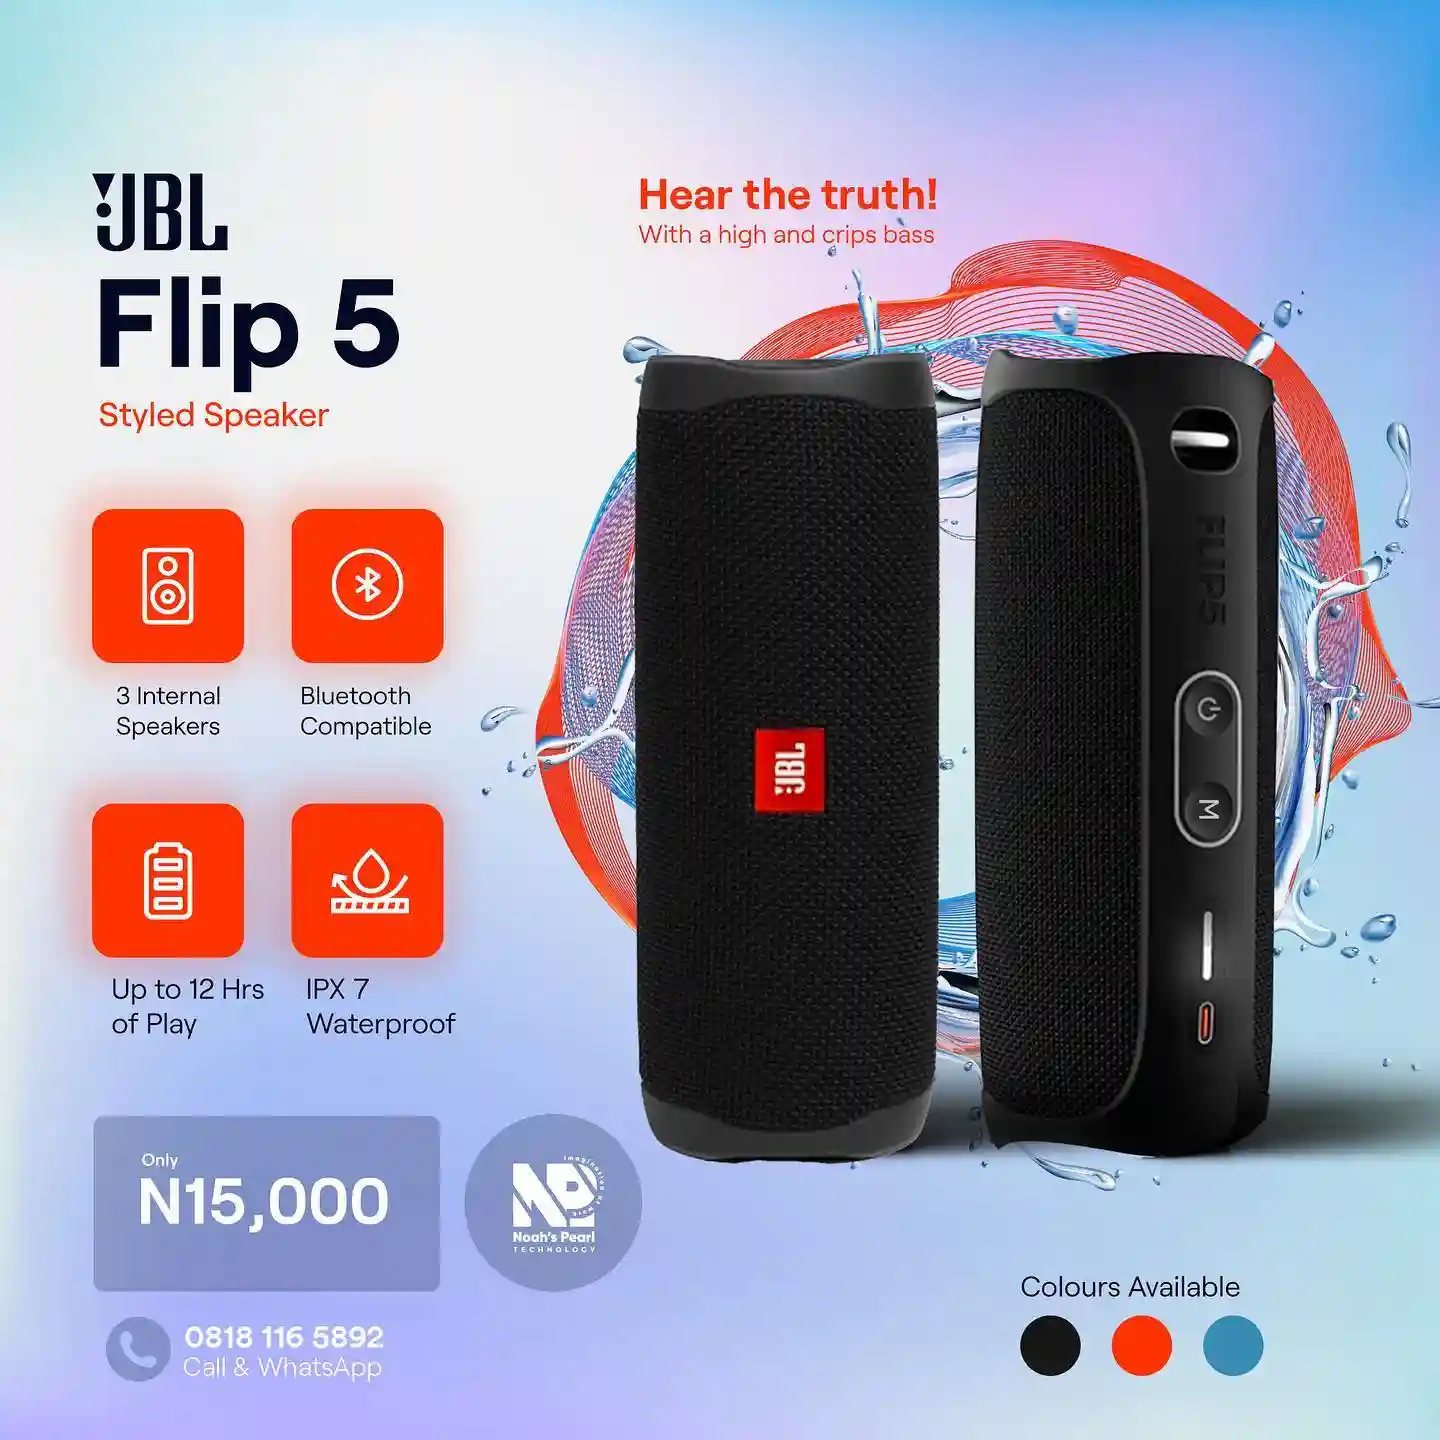 JBL
Flip 5
Styled Speaker
Hear the truth!
With a high and crips bass
3 Internal
Speakers
Bluetooth
Compatible
Up to 12 Hrs
of Play
IPX 7
Waterproof
JBL
FLIP5
M
Only
N15,000
NP
Noah's Pearl
TECHNOLOGY
0818 116 5892
Call & WhatsApp
Colours Available